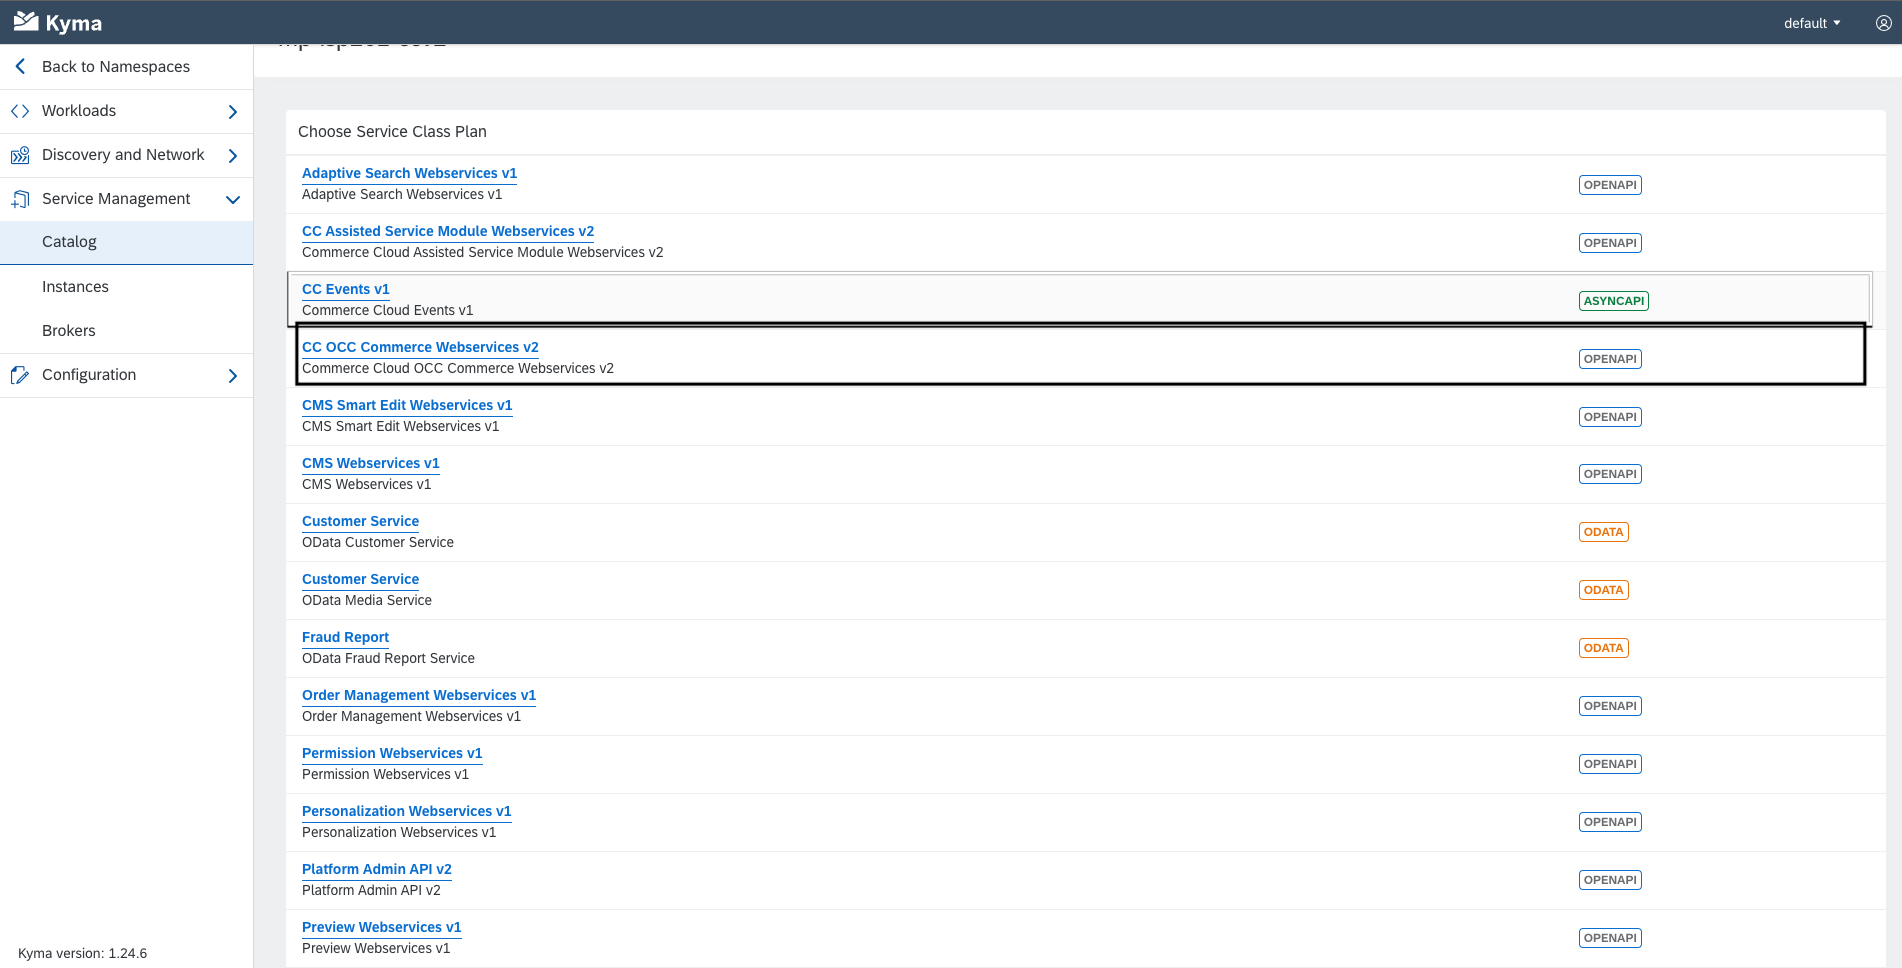 Kyma
default
Back to Namespaces
Workloads
Discovery and Network
Service Management
Catalog
Instances
Brokers
Configuration
Kyma version: 1.24.6
Choose Service Class Plan
Adaptive Search Webservices v1
Adaptive Search Webservices v1
OPENAPI
CC Assisted Service Module Webservices v2
Commerce Cloud Assisted Service Module Webservices v2
OPENAPI
CC Events v1
Commerce Cloud Events v1
ASYNCAPI
CC OCC Commerce Webservices v2
Commerce Cloud OCC Commerce Webservices v2
OPENAPI
CMS Smart Edit Webservices v1
CMS Smart Edit Webservices v1
OPENAPI
CMS Webservices v1
CMS Webservices v1
OPENAPI
Customer Service
OData Customer Service
ODATA
Customer Service
OData Media Service
ODATA
Fraud Report
OData Fraud Report Service
ODATA
Order Management Webservices v1
Order Management Webservices v1
OPENAPI
Permission Webservices v1
Permission Webservices v1
OPENAPI
Personalization Webservices v1
Personalization Webservices v1
OPENAPI
Platform Admin API v2
Platform Admin API v2
OPENAPI
Preview Webservices v1
Preview Webservices v1
OPENAPI